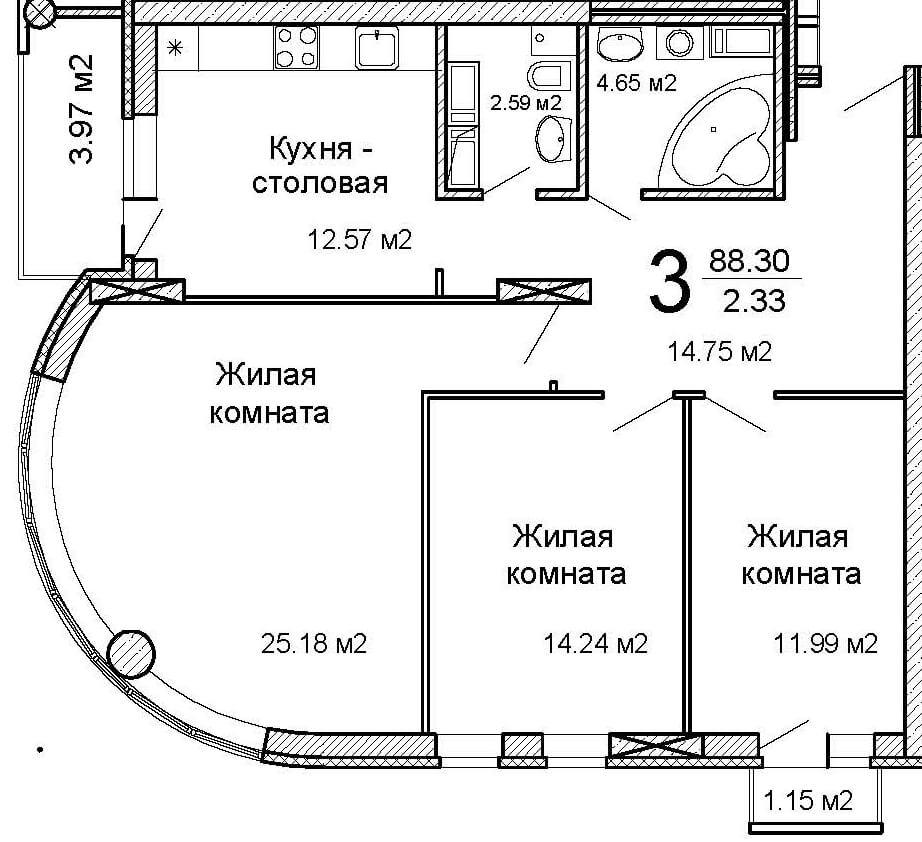 3.97 м2
2.59 м2
4.65 м2
Кухня -
столовая
12.57 м2
3
88.30
2.33
14.75 м2
Жилая
комната
25.18 м2
Жилая
комната
14.24 м2
Жилая
комната
11.99 м2
1.15 м2